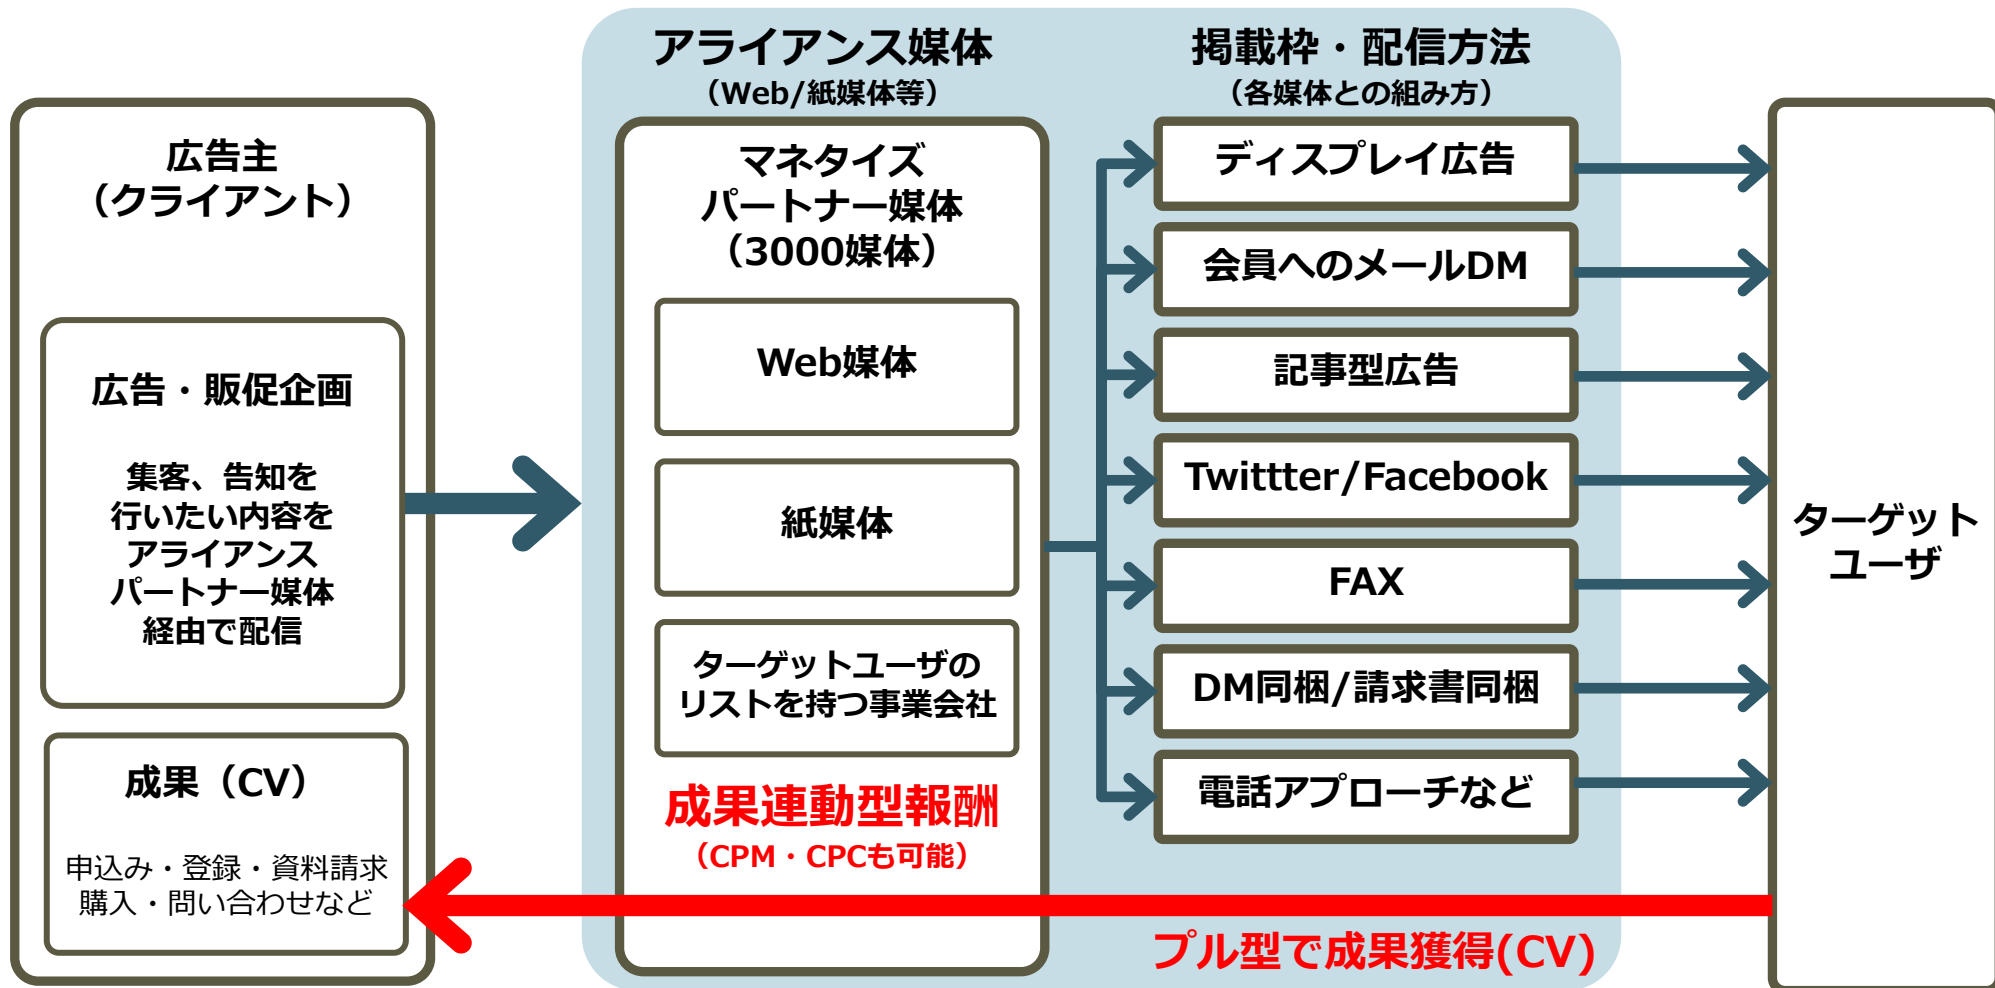 広告主
（クライアント）
広告・販促企画
集客、告知を
行いたい内容を
アライアンス
パートナー媒体
経由で配信
成果（CV）
申込み・登録・資料請求
購入・問い合わせなど
アライアンス媒体
（Web/紙媒体等）
マネタイズ
パートナー媒体
（3000媒体）
Web媒体
紙媒体
ターゲットユーザの
リストを持つ事業会社
成果連動型報酬
（CPM・CPCも可能）
掲載枠・配信方法
（各媒体との組み方）
ディスプレイ広告
会員へのメールDM
記事型広告
Twittter/Facebook
FAX
DM同梱/請求書同梱
電話アプローチなど
プル型で成果獲得(CV)
ターゲット
ユーザ